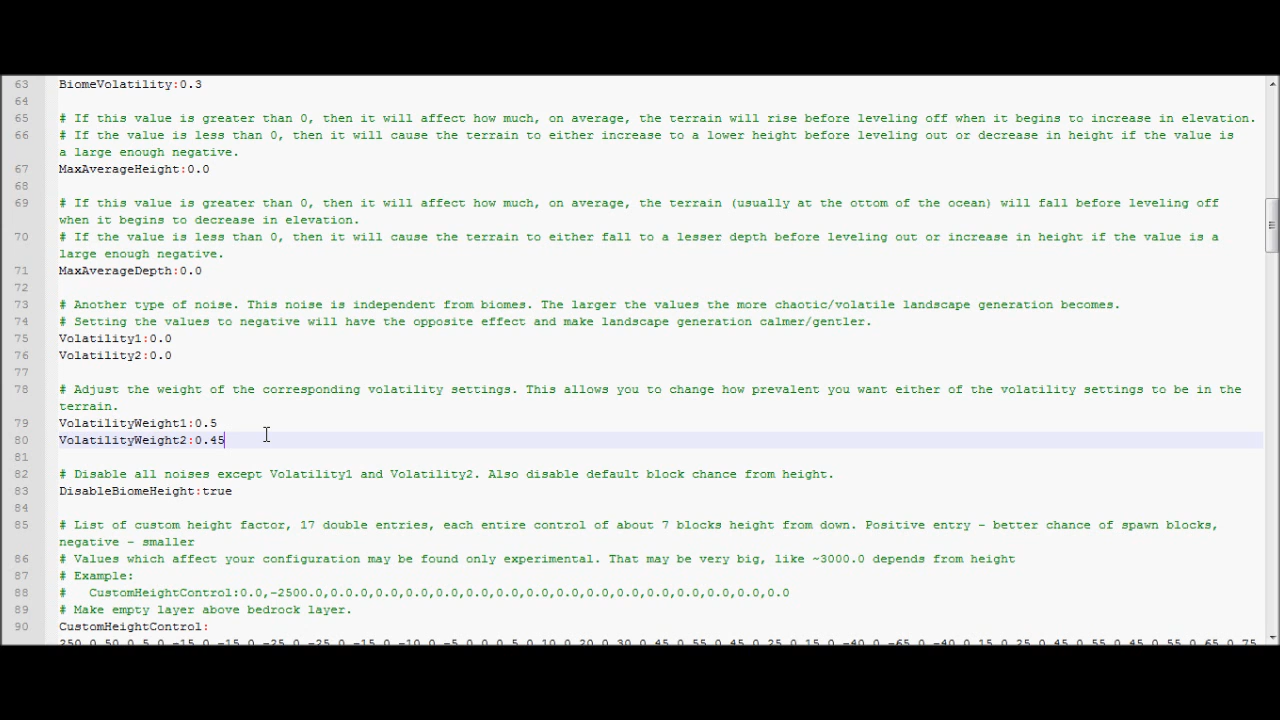 63 BiomeVolatility:0.3
64
65 # If this value is greater than 0, then it will affect how much, on average, the terrain will rise before leveling off when it begins to increase in elevation.
66 # If the value is less than 0, then it will cause the terrain to either increase to a lower height before leveling out or decrease in height if the value is
a large enough negative.
67 MaxAverageHeight:0.0
68
69 # If this value is greater than 0, then it will affect how much, on average, the terrain (usually at the ottom of the ocean) will fall before leveling off
when it begins to decrease in elevation.
70 # If the value is less than 0, then it will cause the terrain to either fall to a lesser depth before leveling out or increase in height if the value is a
large enough negative.
71 MaxAverageDepth:0.0
72
73 # Another type of noise. This noise is independent from biomes. The larger the values the more chaotic/volatile landscape generation becomes.
74 # Setting the values to negative will have the opposite effect and make landscape generation calmer/gentler.
75 Volatility1:0.0
76 Volatility2:0.0
77
78 # Adjust the weight of the corresponding volatility settings. This allows you to change how prevalent you want either of the volatility settings to be in the
terrain.
79 VolatilityWeight1:0.5
80 VolatilityWeight2:0.45
81
82 # Disable all noises except Volatility1 and Volatility2. Also disable default block chance from height.
83 DisableBiomeHeight:true
84
85 # List of custom height factor, 17 double entries, each entire control of about 7 blocks height from down. Positive entry - better chance of spawn blocks,
negative - smaller
86 # Values which affect your configuration may be found only experimental. That may be very big, like ~3000.0 depends from height
87 # Example:
88 #   CustomHeightControl:0.0,-2500.0,0.0,0.0,0.0,0.0,0.0,0.0,0.0,0.0,0.0,0.0,0.0,0.0,0.0,0.0,0.0
89 # Make empty layer above bedrock layer.
90 CustomHeightControl: